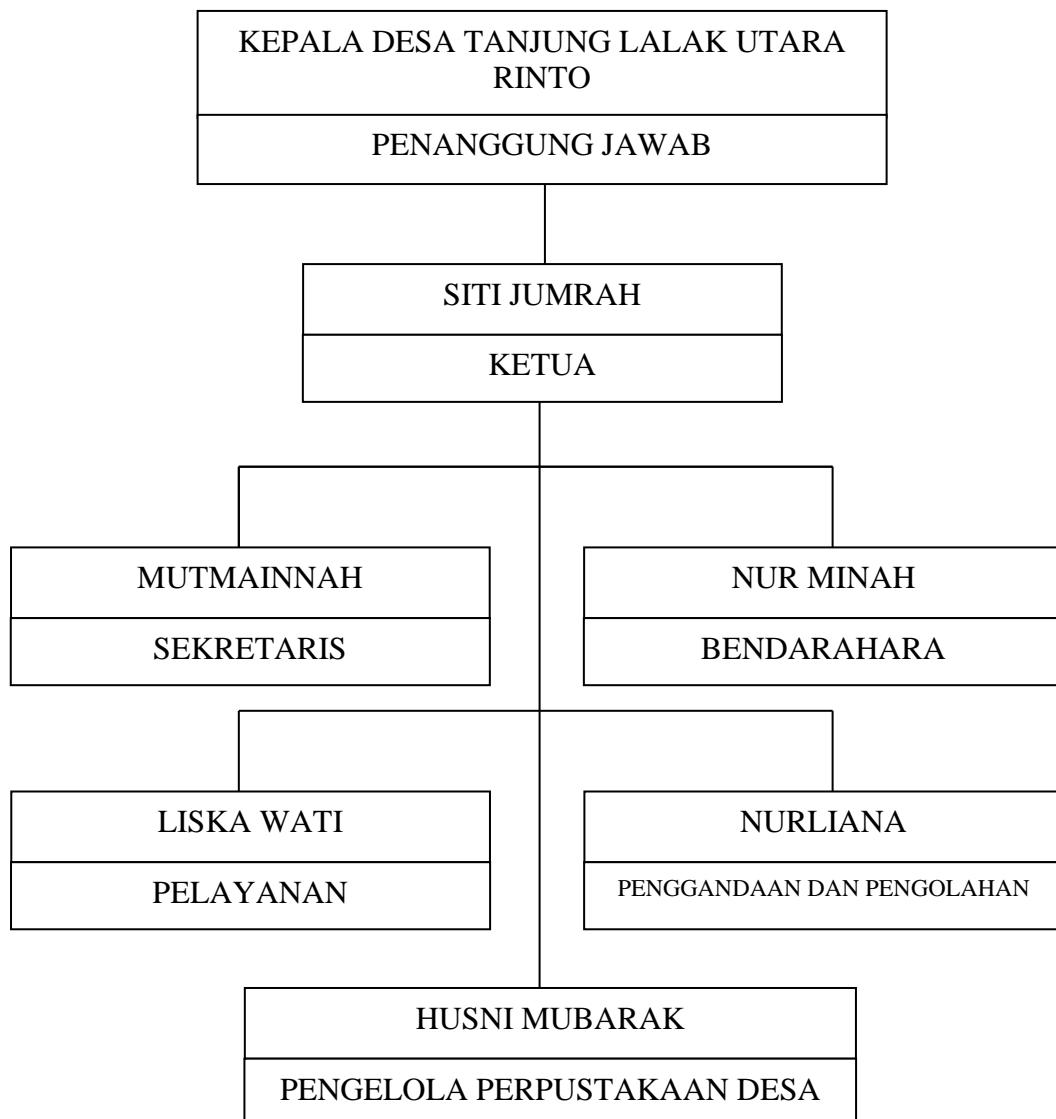 KEPALA DESA TANJUNG LALAK UTARA
RINTO
PENANGGUNG JAWAB
SITI JUMRAH
KETUA
MUTMAINNAH
SEKRETARIS
NUR MINAH
BENDARAHARA
LISKA WATI
PELAYANAN
NURLIANA
PENGGANDAAN DAN PENGOLAHAN
HUSNI MUBARAK
PENGELOLA PERPUSTAKAAN DESA